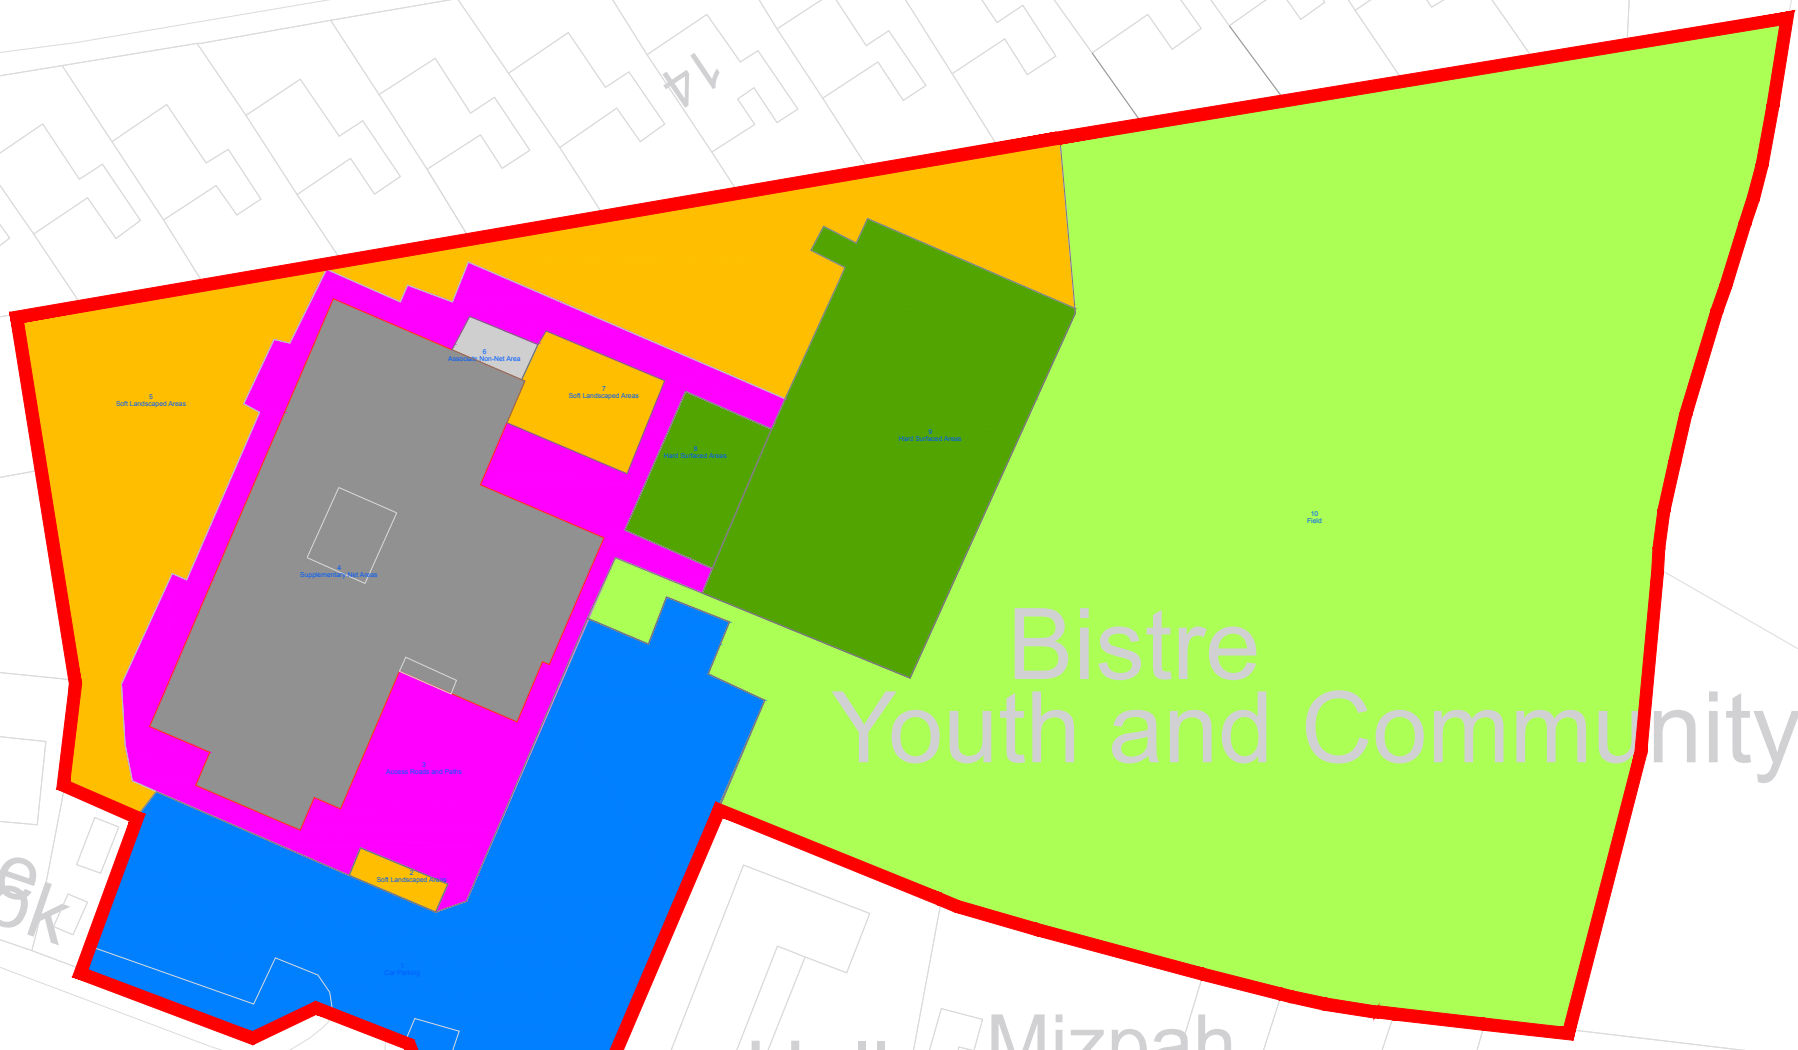 14
6
Associate Non-Net Area
7
Soft Landscaped Areas
5
Soft Landscaped Areas
9
Hard Surfaced Areas
8
Hard Surfaced Areas
10
Field
4
Supplementary Net Areas
Bistre
Youth and Community
3
Access Roads and Paths
2
Soft Landscaped Areas
1
Car Parking
Mizpah